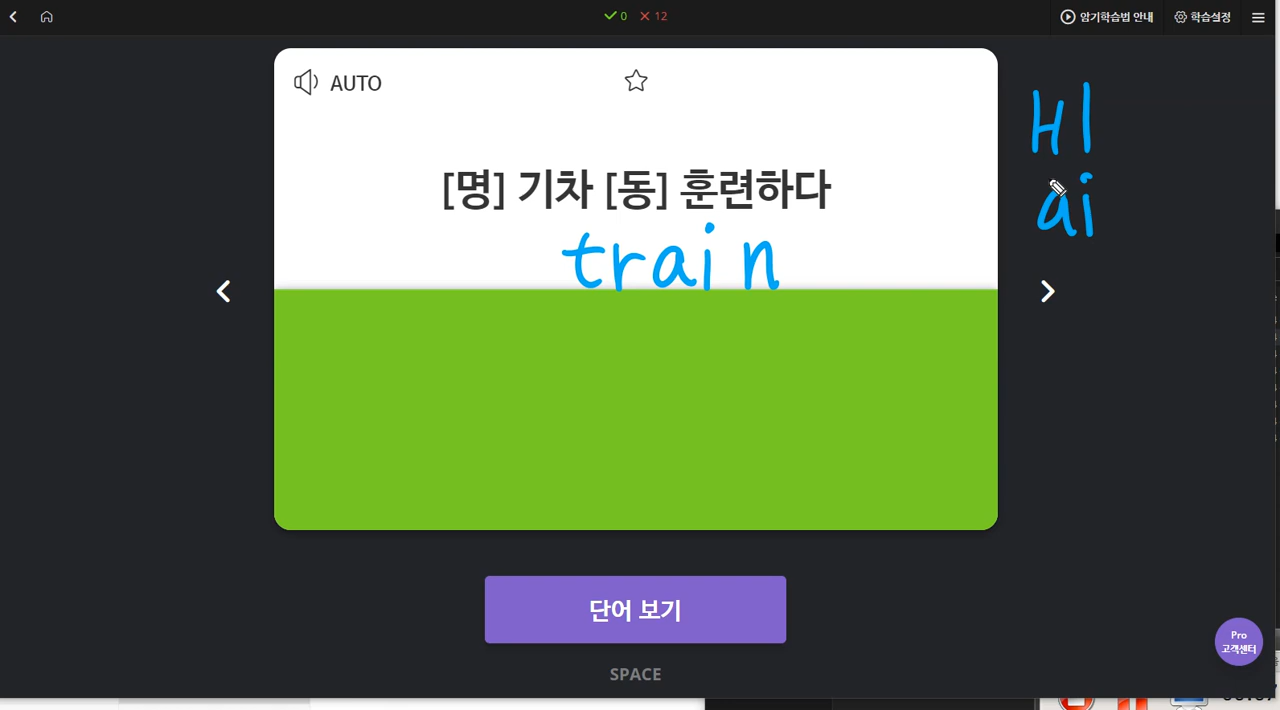 0 12 암기학습법 안내 학습설정
AUTO
[명] 기차 [동] 훈련하다
train
HI
ai
단어 보기
SPACE
Pro
고객센터